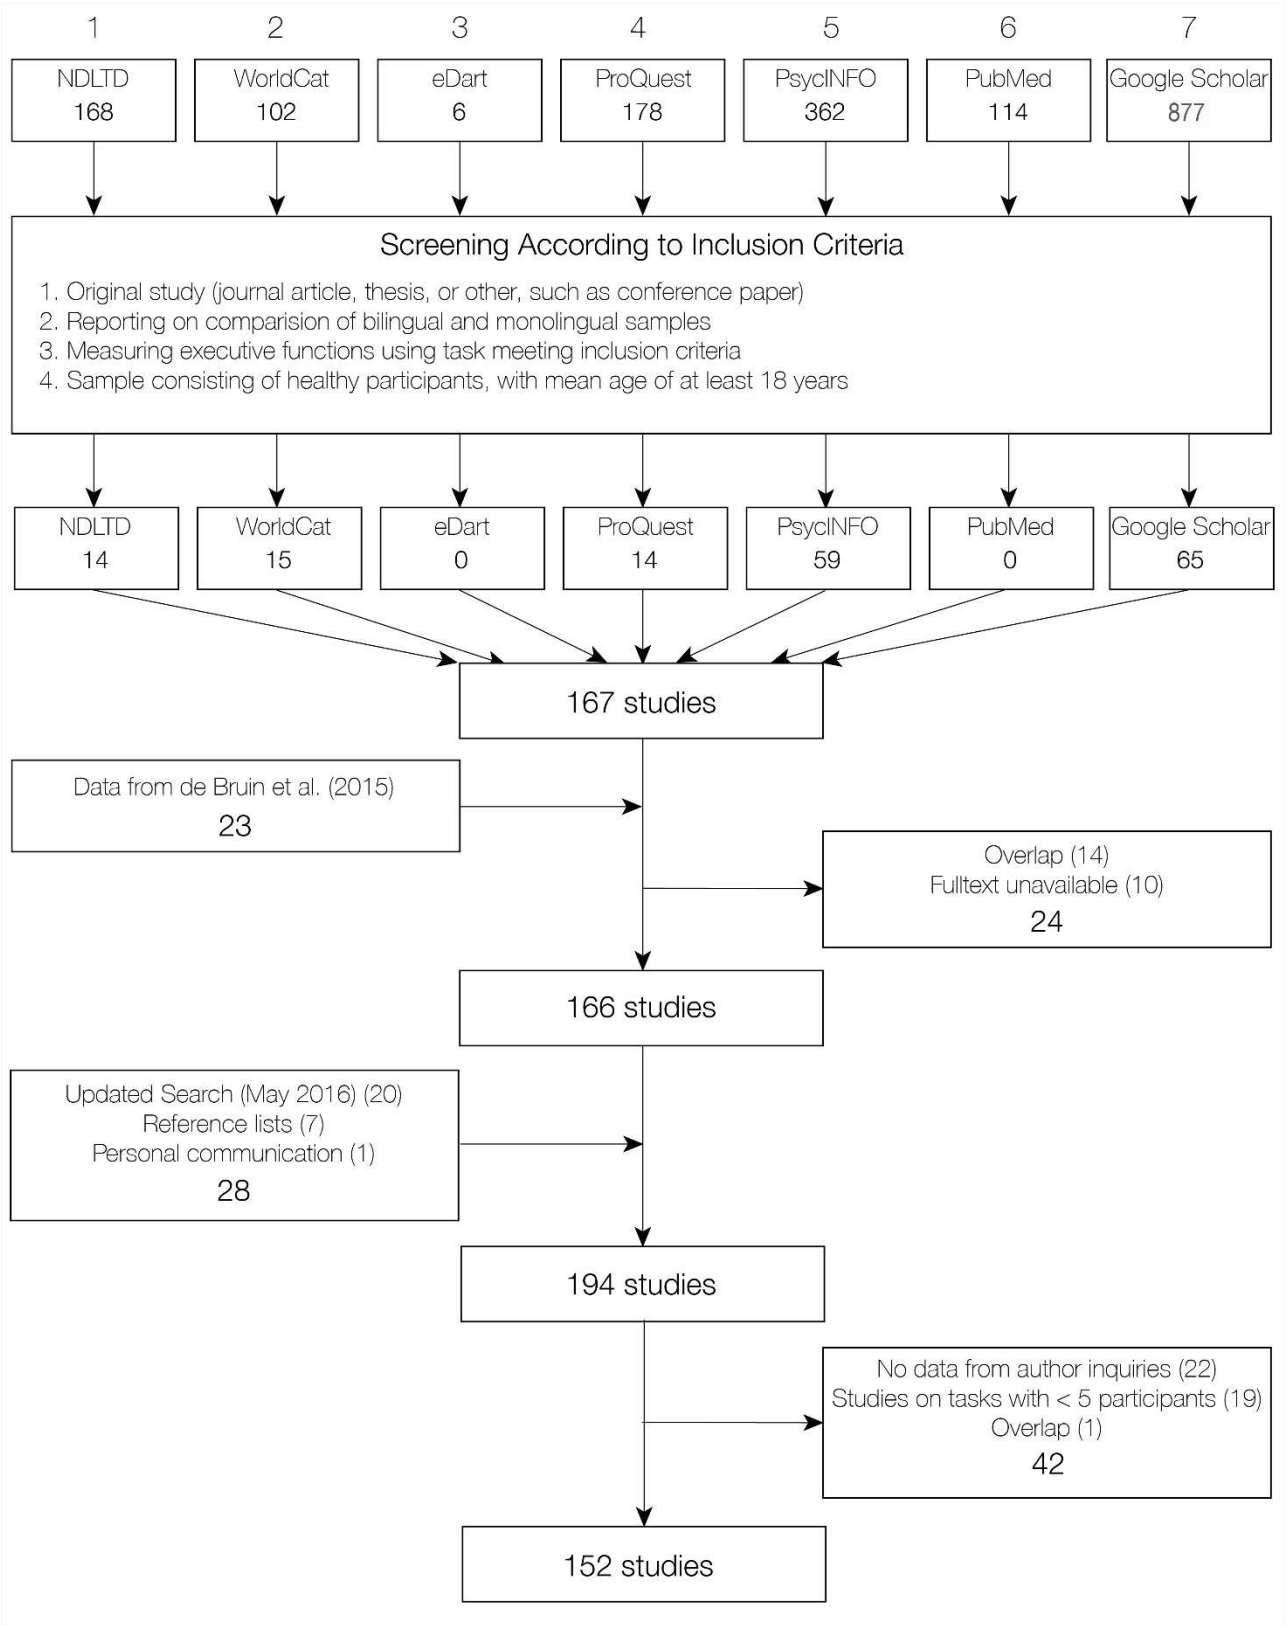 1 2 3 4 5 6 7
NDLTD WorldCat eDart ProQuest PsycINFO PubMed Google Scholar
168 102 6 178 362 114 877
Screening According to Inclusion Criteria
1. Original study (journal article, thesis, or other, such as conference paper)
2. Reporting on comparision of bilingual and monolingual samples
3. Measuring executive functions using task meeting inclusion criteria
4. Sample consisting of healthy participants, with mean age of at least 18 years
NDLTD WorldCat eDart ProQuest PsycINFO PubMed Google Scholar
14 15 0 14 59 0 65
167 studies
Data from de Bruin et al. (2015)
23
Overlap (14)
Fulltext unavailable (10)
24
166 studies
Updated Search (May 2016) (20)
Reference lists (7)
Personal communication (1)
28
194 studies
No data from author inquiries (22)
Studies on tasks with < 5 participants (19)
Overlap (1)
42
152 studies